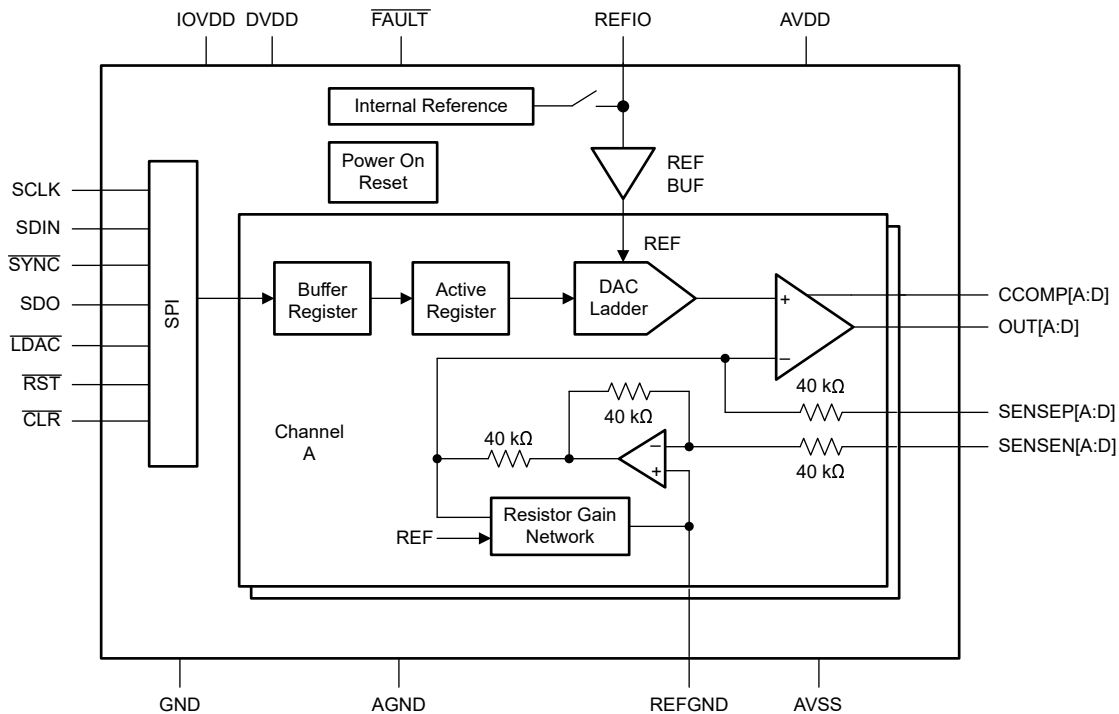 IOVDD DVDD FAULT REFIO AVDD
Internal Reference
Power On
Reset
REF
BUF
SCLK
SDIN
SYNC
SDO
LDAC
RST
CLR
SPI
REF
Buffer
Register
Active
Register
DAC
Ladder
+
–
CCOMP[A:D]
OUT[A:D]
40 kΩ
SENSEP[A:D]
40 kΩ
Channel
A
40 kΩ
–
+
SENSEN[A:D]
40 kΩ
REF
Resistor Gain
Network
GND AGND REFGND AVSS